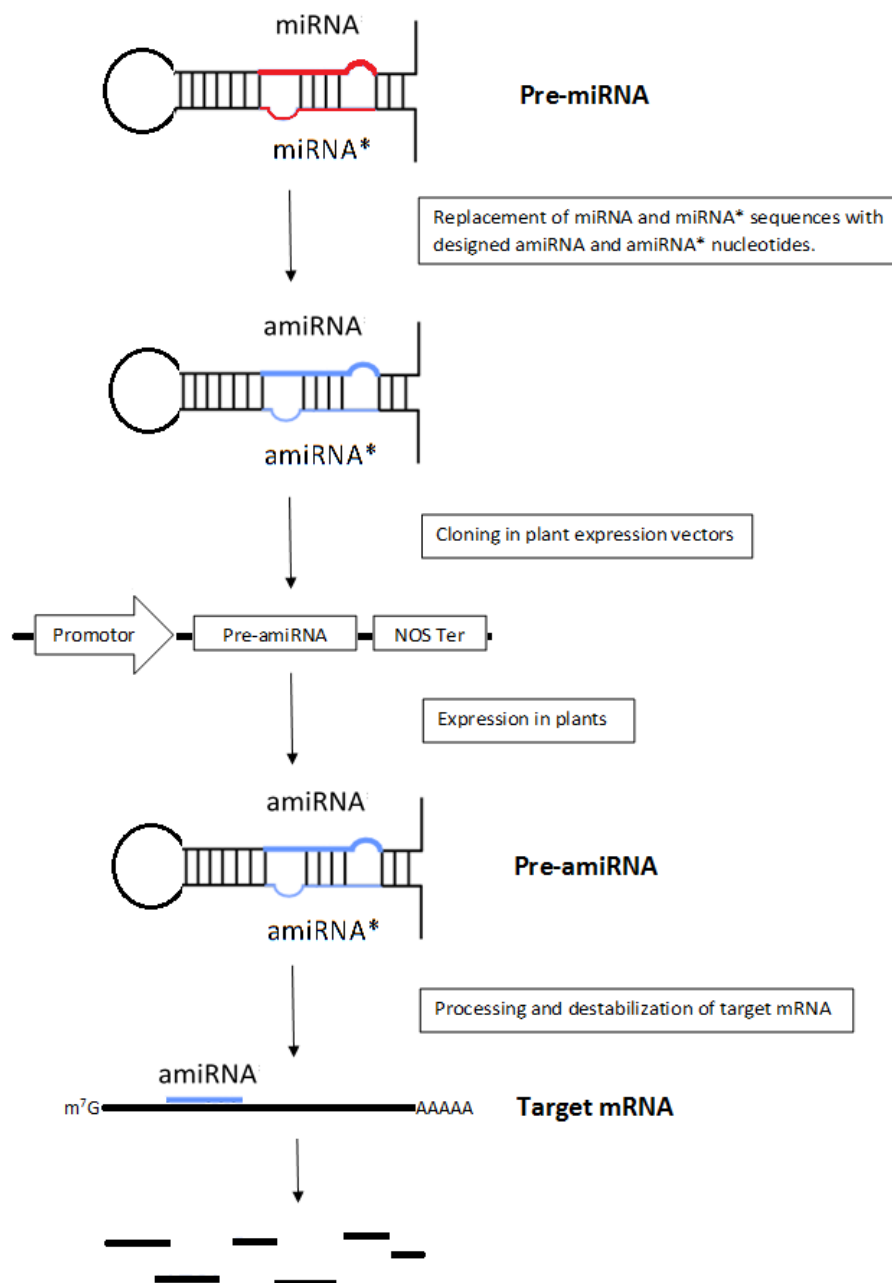 miRNA
Pre-miRNA
miRNA*
Replacement of miRNA and miRNA* sequences with
designed amiRNA and amiRNA* nucleotides.
amiRNA
amiRNA*
Cloning in plant expression vectors
Promotor
Pre-amiRNA
NOS Ter
Expression in plants
amiRNA
Pre-amiRNA
amiRNA*
Processing and destabilization of target mRNA
amiRNA
m⁷G
AAAAA
Target mRNA